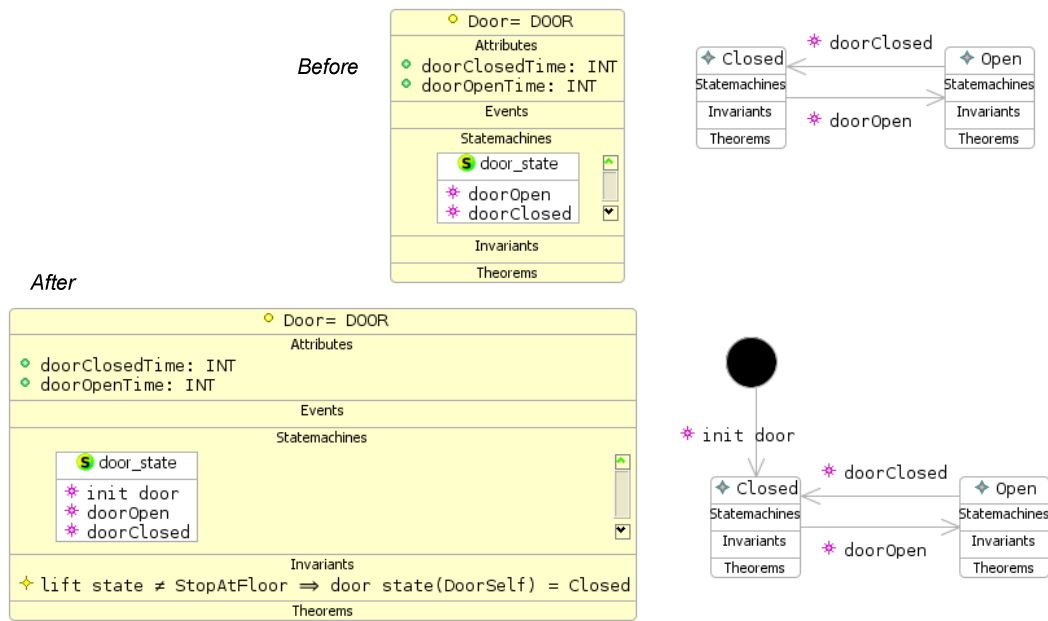 Before
Door= DOOR
Attributes
doorClosedTime: INT
doorOpenTime: INT
Events
Statemachines
S door_state
doorOpen
doorClosed
Invariants
Theorems
doorClosed
Closed
Statemachines
Invariants
Theorems
Open
Statemachines
Invariants
Theorems
doorOpen
After
Door= DOOR
Attributes
doorClosedTime: INT
doorOpenTime: INT
Events
Statemachines
S door_state
init door
doorOpen
doorClosed
Invariants
lift state ≠ StopAtFloor ⇒ door state(DoorSelf) = Closed
Theorems
init door
doorClosed
Closed
Statemachines
Invariants
Theorems
Open
Statemachines
Invariants
Theorems
doorOpen